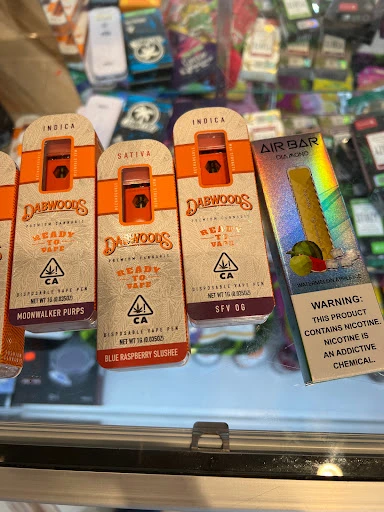 INDICA
DABWOODS
PREMIUM CANNABIS
READY
TO
VAPE
CA
DISPOSABLE VAPE PEN
NET WT 1G (0.035OZ)
MOONWALKER PURPS
SATIVA
DABWOODS
PREMIUM CANNABIS
READY
TO
VAPE
CA
DISPOSABLE VAPE PEN
NET WT 1G (0.035OZ)
BLUE RASPBERRY SLUSHEE
INDICA
DABWOODS
PREMIUM CANNABIS
READY
TO
VAPE
CA
DISPOSABLE VAPE PEN
NET WT 1G (0.035OZ)
SFV OG
AIR BAR
DIAMOND
WARNING:
THIS PRODUCT
CONTAINS NICOTINE.
NICOTINE IS
AN ADDICTIVE
CHEMICAL.